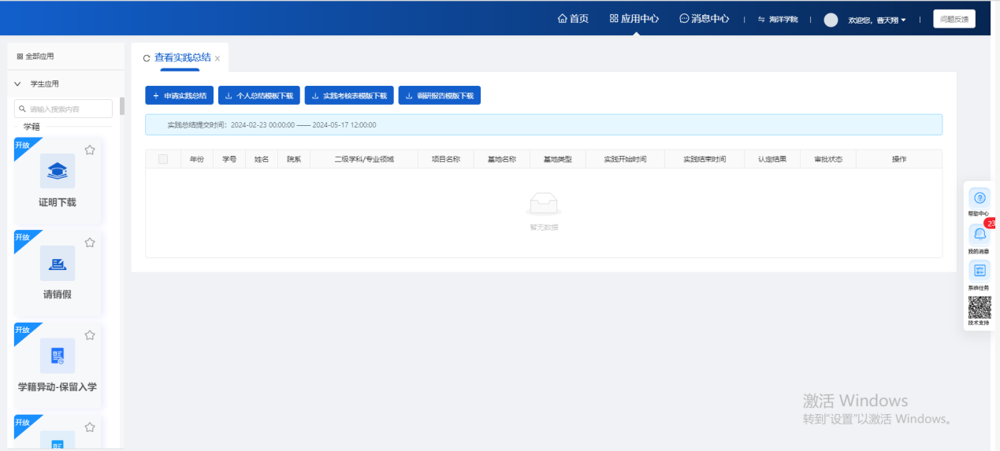 首页
应用中心
消息中心
海洋学院
欢迎您，曹天翔
问题反馈
全部应用
学生应用
请输入搜索内容
学籍
开放
证明下载
开放
请销假
开放
学籍异动-保留入学
开放
查看实践总结
申请实践总结
个人总结模版下载
实践考核表模版下载
调研报告模版下载
实践总结提交时间：2024-02-23 00:00:00 —— 2024-05-17 12:00:00
年份 学号 姓名 院系 二级学科/专业领域 项目名称 基地名称 基地类型 实践开始时间 实践结束时间 认定结果 审批状态 操作
暂无数据
帮助中心
23
我的消息
系统任务
技术支持
激活 Windows
转到"设置"以激活 Windows。